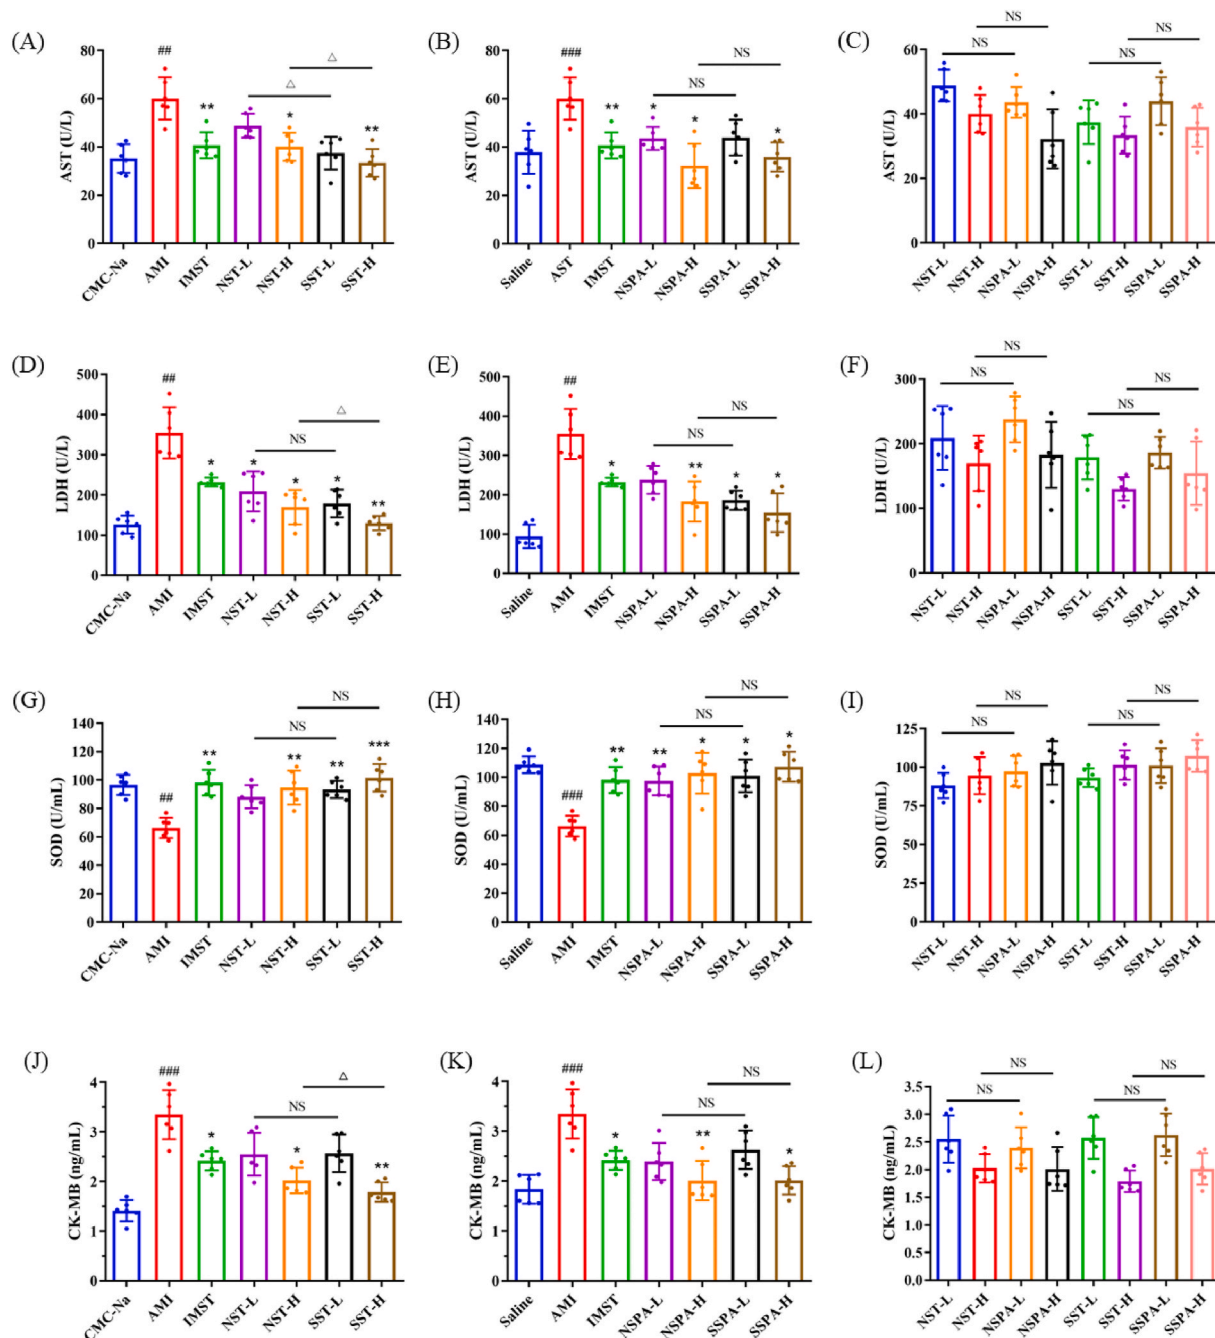 (A)
##
△
△
**
*
**
AST (U/L)
80
60
40
20
0
CMC-Na
AMI
IMST
NST-L
NST-H
SST-L
SST-H
(B)
###
NS
NS
**
*
*
*
AST (U/L)
80
60
40
20
0
Saline
AST
IMST
NSPA-L
NSPA-H
SSPA-L
SSPA-H
(C)
NS
NS
NS
NS
AST (U/L)
60
40
20
0
NST-L
NST-H
NSPA-L
NSPA-H
SST-L
SST-H
SSPA-L
SSPA-H
(D)
##
△
NS
*
*
*
*
**
LDH (U/L)
500
400
300
200
100
0
CMC-Na
AMI
IMST
NST-L
NST-H
SST-L
SST-H
(E)
##
NS
NS
*
**
*
*
LDH (U/L)
500
400
300
200
100
0
Saline
AMI
IMST
NSPA-L
NSPA-H
SSPA-L
SSPA-H
(F)
NS
NS
NS
NS
LDH (U/L)
300
200
100
0
NST-L
NST-H
NSPA-L
NSPA-H
SST-L
SST-H
SSPA-L
SSPA-H
(G)
NS
NS
##
**
**
**
***
SOD (U/mL)
140
120
100
80
60
40
20
0
CMC-Na
AMI
IMST
NST-L
NST-H
SST-L
SST-H
(H)
NS
NS
###
**
**
*
*
*
SOD (U/mL)
140
120
100
80
60
40
20
0
Saline
AMI
IMST
NSPA-L
NSPA-H
SSPA-L
SSPA-H
(I)
NS
NS
NS
NS
SOD (U/mL)
125
100
75
50
25
0
NST-L
NST-H
NSPA-L
NSPA-H
SST-L
SST-H
SSPA-L
SSPA-H
(J)
###
△
NS
*
*
**
CK-MB (ng/mL)
4
3
2
1
0
CMC-Na
AMI
IMST
NST-L
NST-H
SST-L
SST-H
(K)
###
NS
NS
*
**
*
CK-MB (ng/mL)
4
3
2
1
0
Saline
AMI
IMST
NSPA-L
NSPA-H
SSPA-L
SSPA-H
(L)
NS
NS
NS
NS
CK-MB (ng/mL)
3.5
3.0
2.5
2.0
1.5
1.0
0.5
0.0
NST-L
NST-H
NSPA-L
NSPA-H
SST-L
SST-H
SSPA-L
SSPA-H